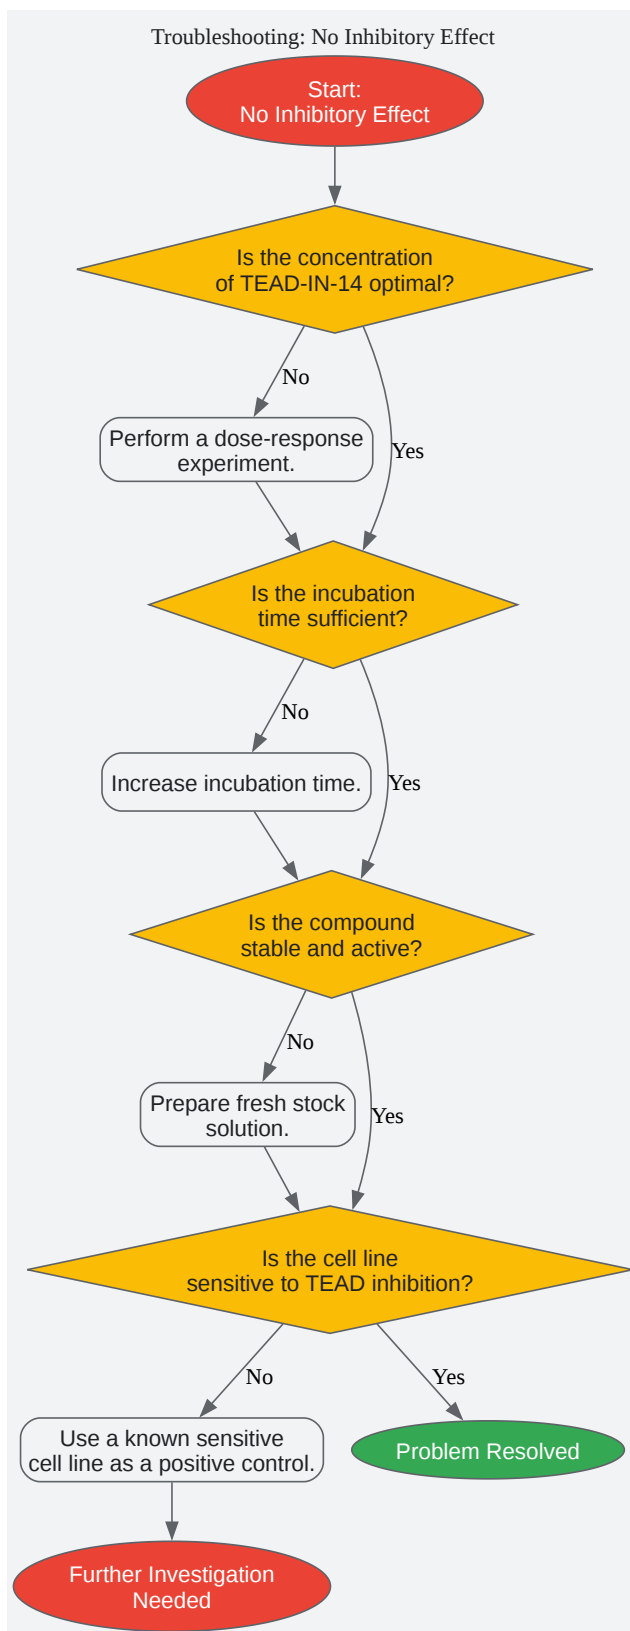 Troubleshooting: No Inhibitory Effect
Start:
No Inhibitory Effect
Is the concentration
of TEAD-IN-14 optimal?
No
Yes
Perform a dose-response
experiment.
Is the incubation
time sufficient?
No
Yes
Increase incubation time.
Is the compound
stable and active?
No
Yes
Prepare fresh stock
solution.
Is the cell line
sensitive to TEAD inhibition?
No
Yes
Use a known sensitive
cell line as a positive control.
Problem Resolved
Further Investigation
Needed